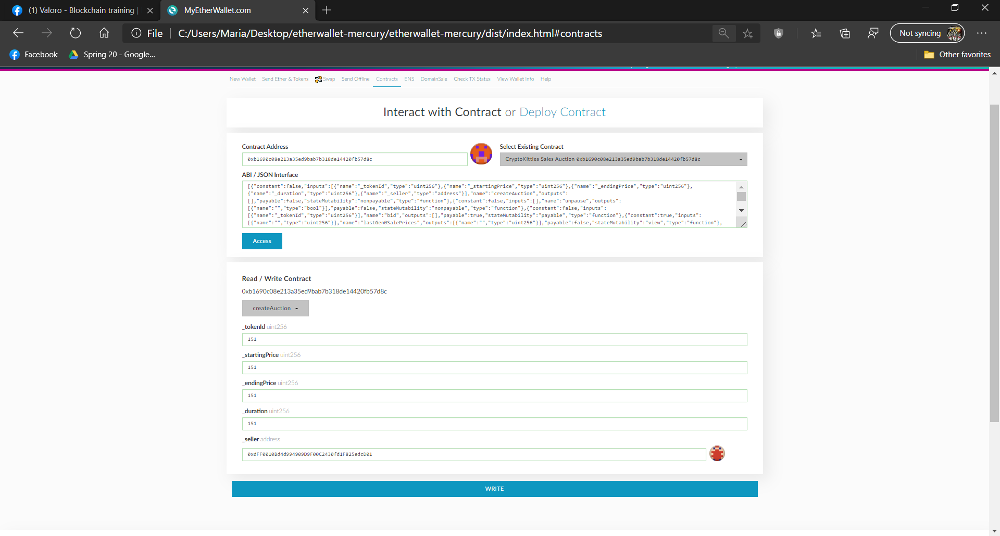 (1) Valoro - Blockchain training |
MyEtherWallet.com
File
C:/Users/Maria/Desktop/etherwallet-mercury/etherwallet-mercury/dist/index.html#contracts
Not syncing
Facebook
Spring 20 - Google...
Other favorites
New Wallet Send Ether & Tokens Swap Send Offline Contracts ENS DomainSale Check TX Status View Wallet Info Help
Interact with Contract or Deploy Contract
Contract Address
0xb1690c08e213a35ed9bab7b318de14420fb57d8c
Select Existing Contract
CryptoKitties Sales Auction 0xb1690c08e213a35ed9bab7b318de14420fb57d8c
ABI / JSON Interface
[{"constant":false,"inputs":[{"name":"_tokenId","type":"uint256"},{"name":"_startingPrice","type":"uint256"},{"name":"_endingPrice","type":"uint256"},
{"name":"_duration","type":"uint256"},{"name":"_seller","type":"address"}],"name":"createAuction","outputs":
[],"payable":false,"stateMutability":"nonpayable","type":"function"},{"constant":false,"inputs":[],"name":"unpause","outputs":
[{"name":"","type":"bool"}],"payable":false,"stateMutability":"nonpayable","type":"function"},{"constant":false,"inputs":
[{"name":"_tokenId","type":"uint256"}],"name":"bid","outputs":[],"payable":true,"stateMutability":"payable","type":"function"},{"constant":true,"inputs":
[{"name":"","type":"uint256"}],"name":"lastGen0SalePrices","outputs":[{"name":"","type":"uint256"}],"payable":false,"stateMutability":"view","type":"function"},
Access
Read / Write Contract
0xb1690c08e213a35ed9bab7b318de14420fb57d8c
createAuction
_tokenId uint256
151
_startingPrice uint256
151
_endingPrice uint256
151
_duration uint256
151
_seller address
0xdFF0010Bd4d994909D9F00C2430fd1F825edcD01
WRITE